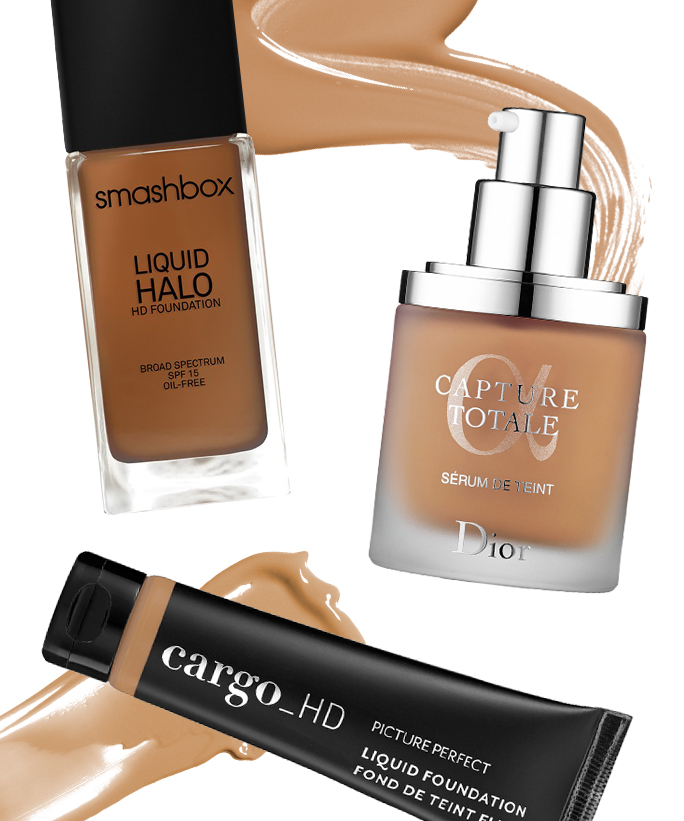 smashbox
LIQUID
HALO
HD FOUNDATION
BROAD SPECTRUM
SPF 15
OIL-FREE
α
CAPTURE
TOTALE
SÉRUM DE TEINT
Dior
cargo_HD
PICTURE PERFECT
LIQUID FOUNDATION
FOND DE TEINT